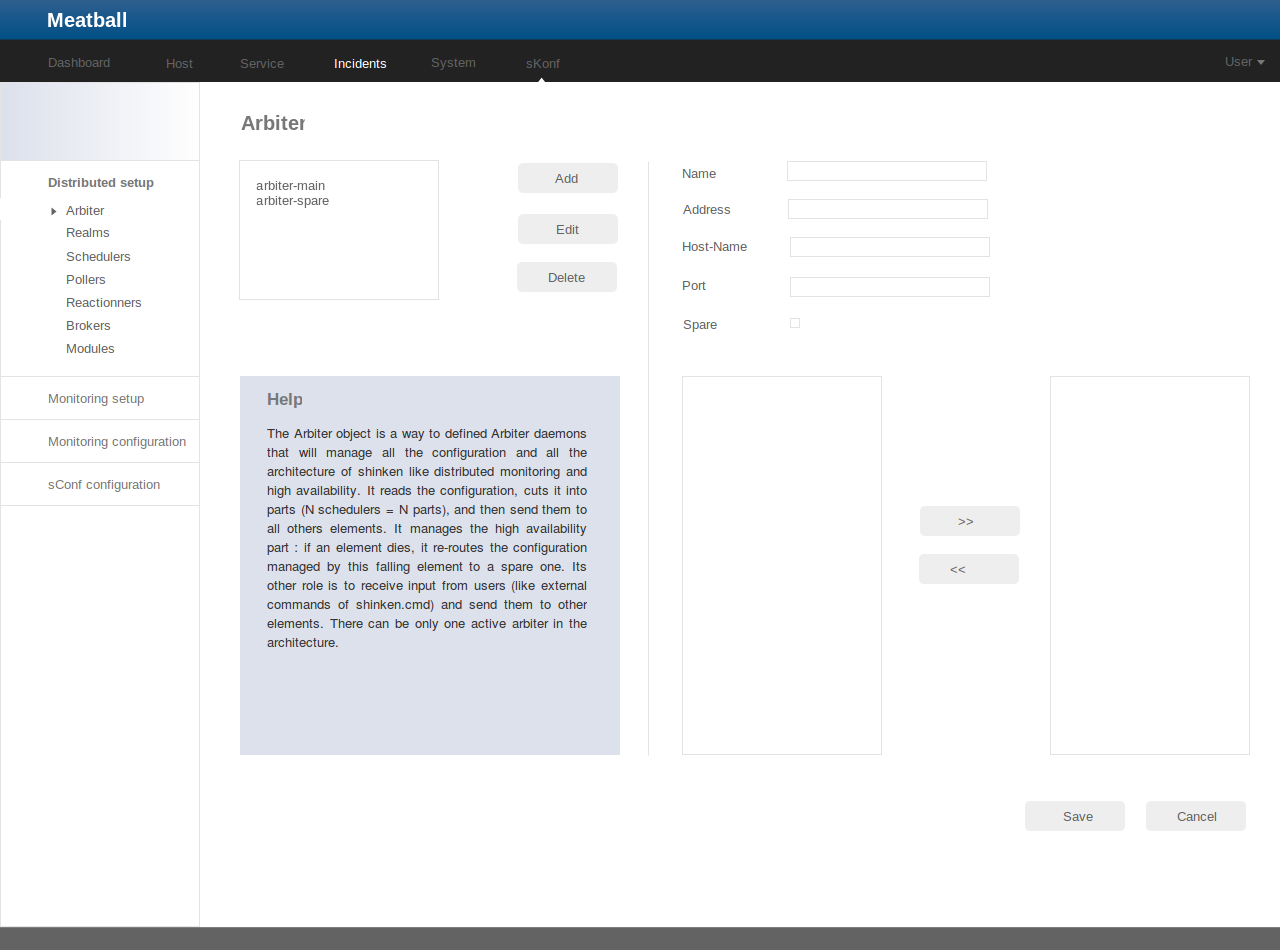 Meatball
Dashboard Host Service Incidents System sKonf User
Arbiter
Distributed setup
Arbiter
Realms
Schedulers
Pollers
Reactionners
Brokers
Modules
Monitoring setup
Monitoring configuration
sConf configuration
arbiter-main
arbiter-spare
Add
Edit
Delete
Name
Address
Host-Name
Port
Spare
Help
The Arbiter object is a way to defined Arbiter daemons
that will manage all the configuration and all the
architecture of shinken like distributed monitoring and
high availability. It reads the configuration, cuts it into
parts (N schedulers = N parts), and then send them to
all others elements. It manages the high availability
part : if an element dies, it re-routes the configuration
managed by this falling element to a spare one. Its
other role is to receive input from users (like external
commands of shinken.cmd) and send them to other
elements. There can be only one active arbiter in the
architecture.
>>
<<
Save Cancel